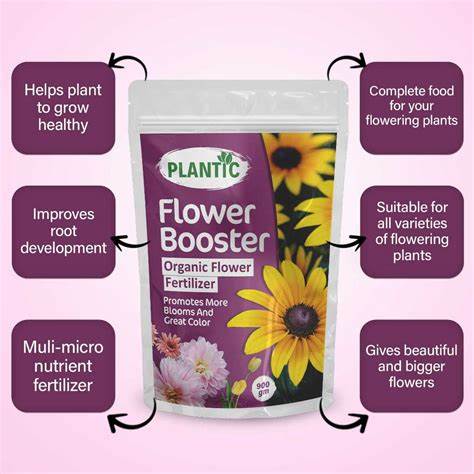 Helps plant
to grow
healthy
Improves
root
development
Muli-micro
nutrient
fertilizer
PLANTIC
Flower
Booster
Organic Flower
Fertilizer
Promotes More
Blooms And
Great Color
900
gm
Complete food
for your
flowering plants
Suitable for
all varieties
of flowering
plants
Gives beautiful
and bigger
flowers